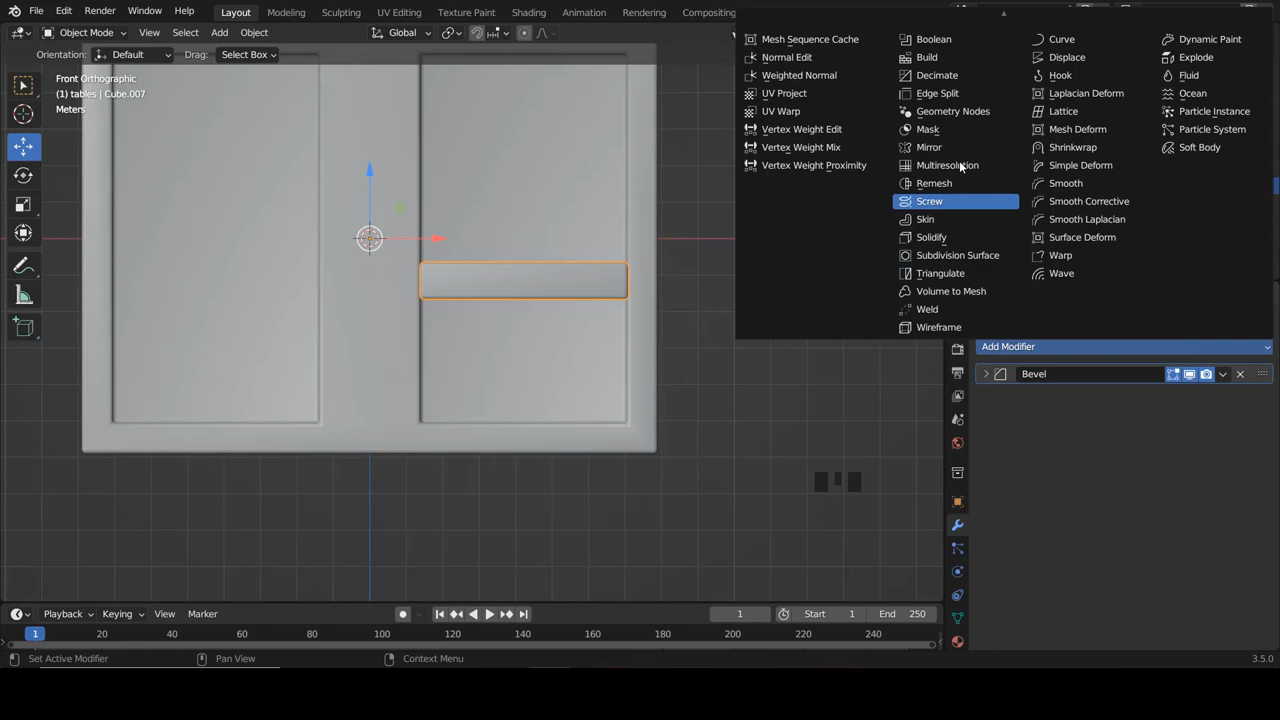 File Edit Render Window Help Layout Modeling Sculpting UV Editing Texture Paint Shading Animation Rendering Compositing
Object Mode View Select Add Object Global
Orientation: Default Drag: Select Box
Front Orthographic
(1) tables | Cube.007
Meters
Mesh Sequence Cache
Normal Edit
Weighted Normal
UV Project
UV Warp
Vertex Weight Edit
Vertex Weight Mix
Vertex Weight Proximity
Boolean
Build
Decimate
Edge Split
Geometry Nodes
Mask
Mirror
Multiresolution
Remesh
Screw
Skin
Solidify
Subdivision Surface
Triangulate
Volume to Mesh
Weld
Wireframe
Curve
Displace
Hook
Laplacian Deform
Lattice
Mesh Deform
Shrinkwrap
Simple Deform
Smooth
Smooth Corrective
Smooth Laplacian
Surface Deform
Warp
Wave
Dynamic Paint
Explode
Fluid
Ocean
Particle Instance
Particle System
Soft Body
Add Modifier
Bevel
Playback Keying View Marker 1 Start 1 End 250
1 20 40 60 80 100 120 140 160 180 200 220 240
Set Active Modifier Pan View Context Menu 3.5.0